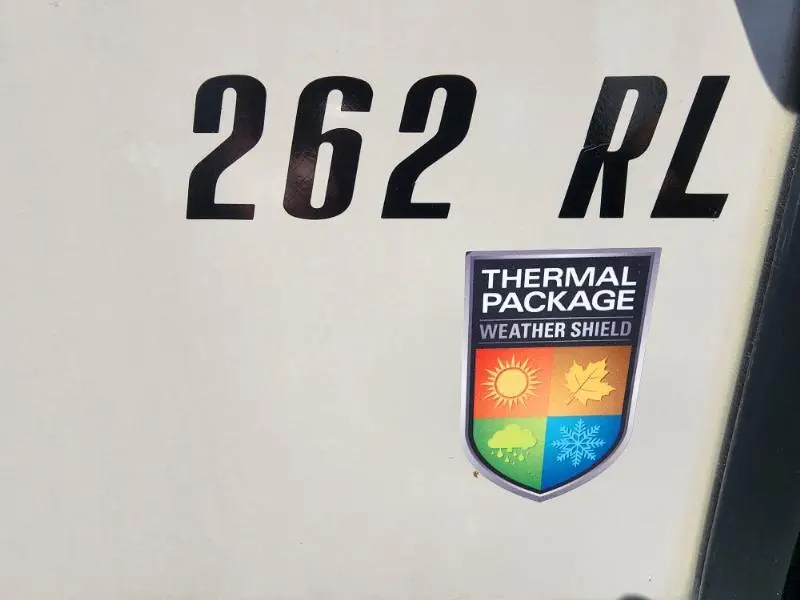 262 RL
THERMAL
PACKAGE
WEATHER SHIELD